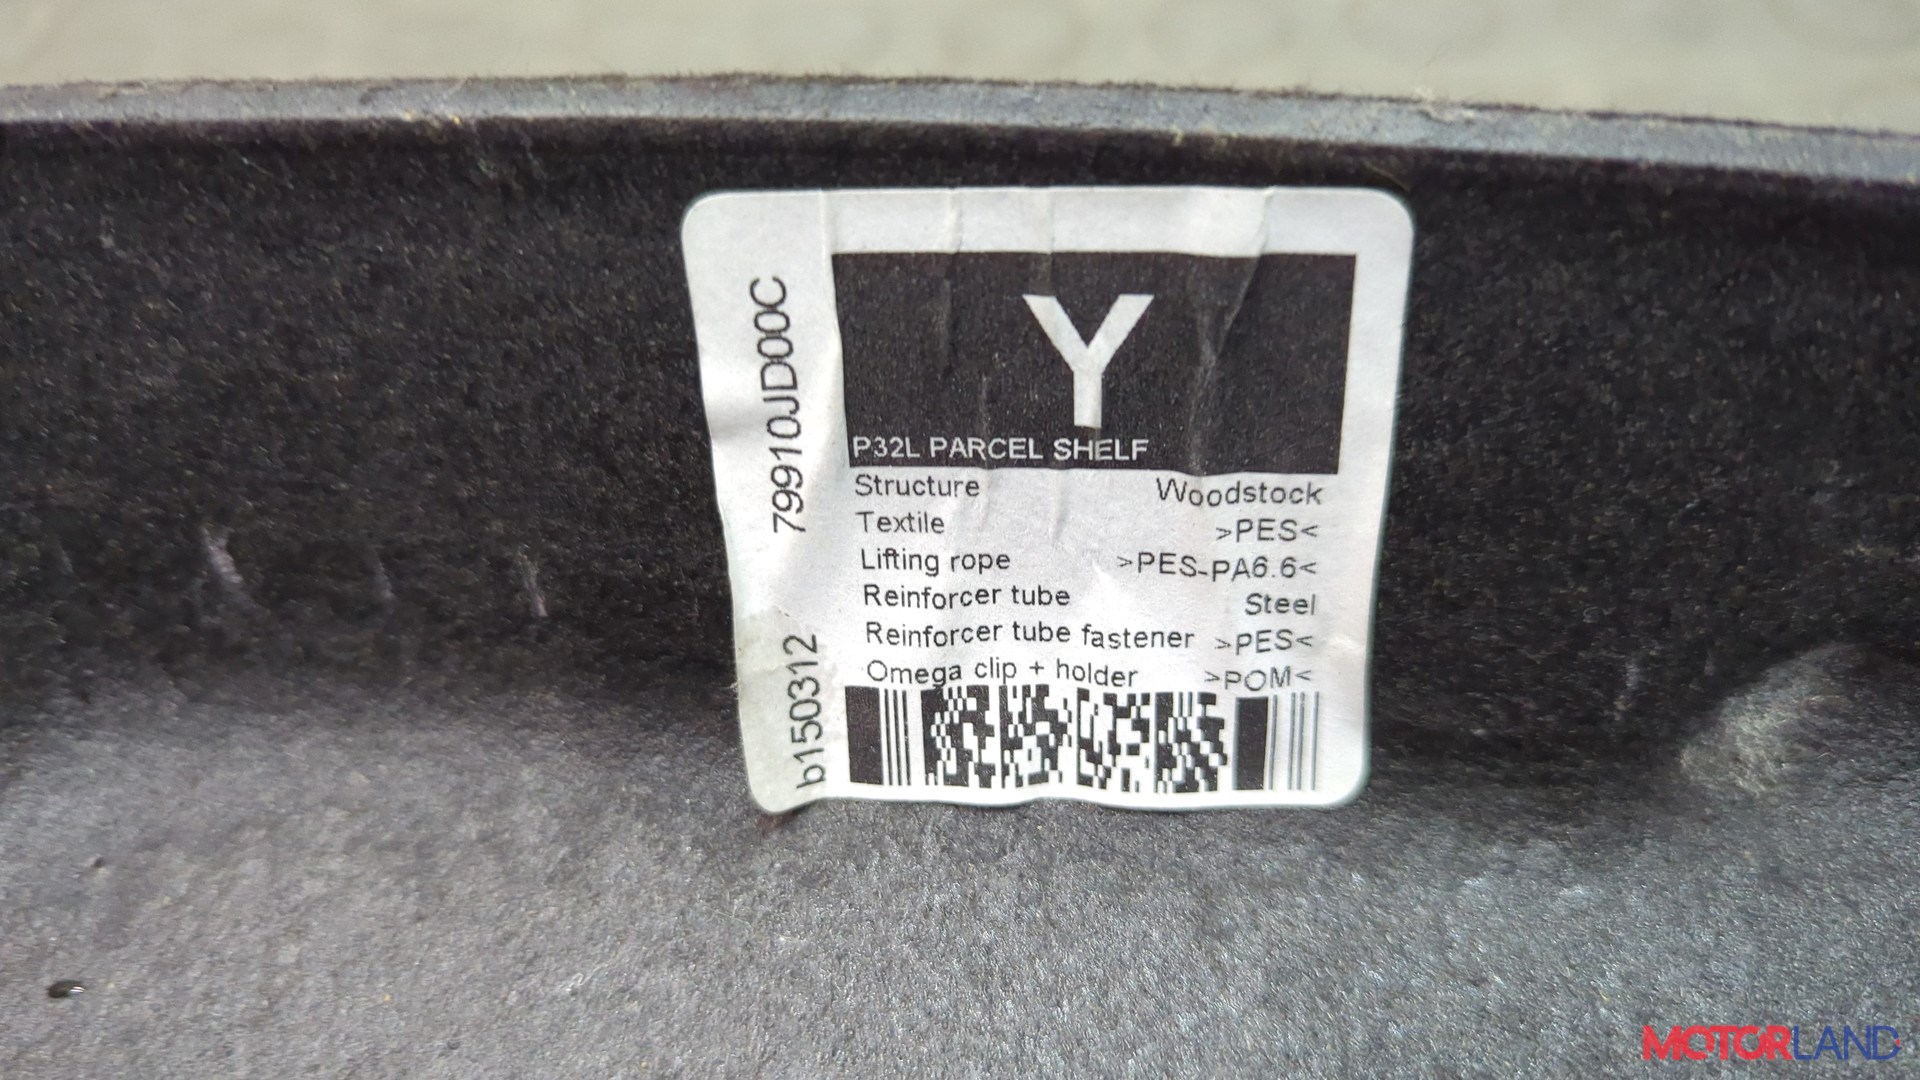 79910JD00C
b150312
Y
P32L PARCEL SHELF
Structure Woodstock
Textile >PES<
Lifting rope >PES-PA6.6<
Reinforcer tube Steel
Reinforcer tube fastener >PES<
Omega clip + holder >POM<
MOTORLAND